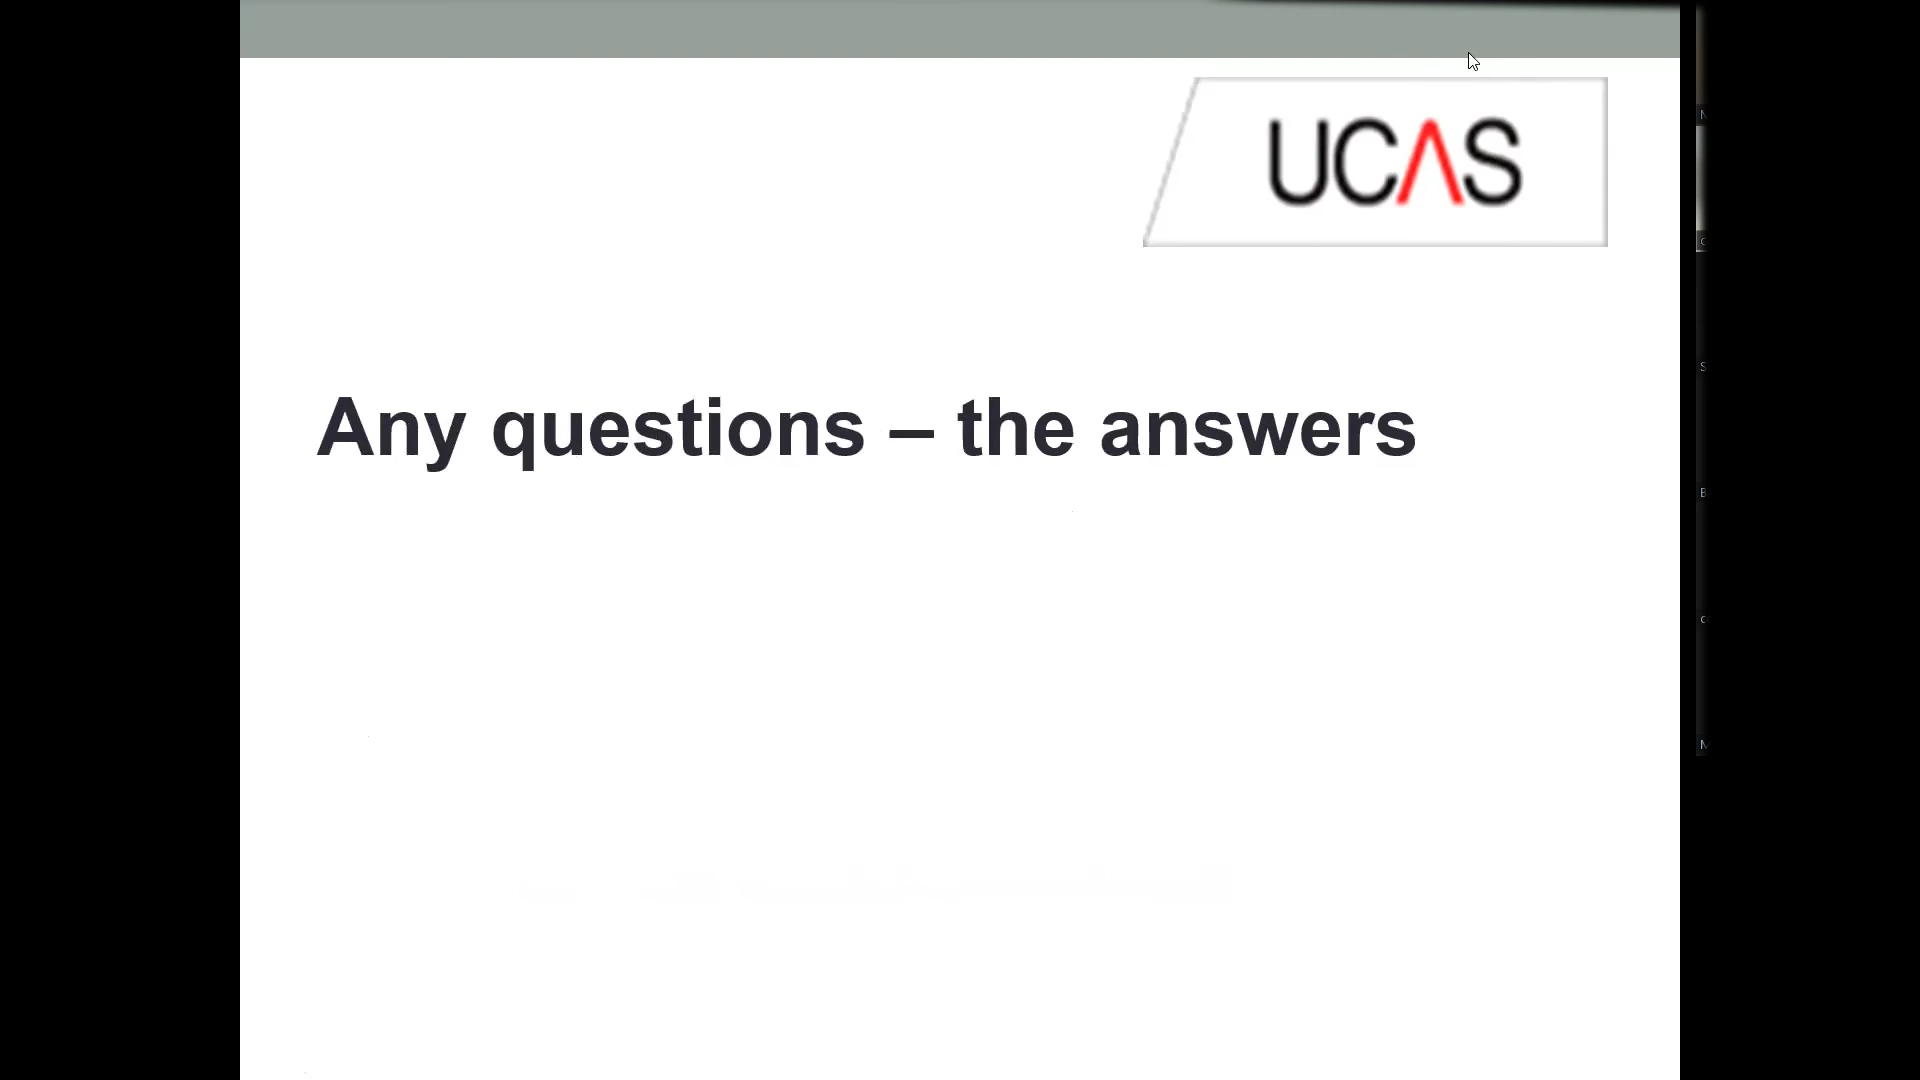 UCAS
Any questions – the answers